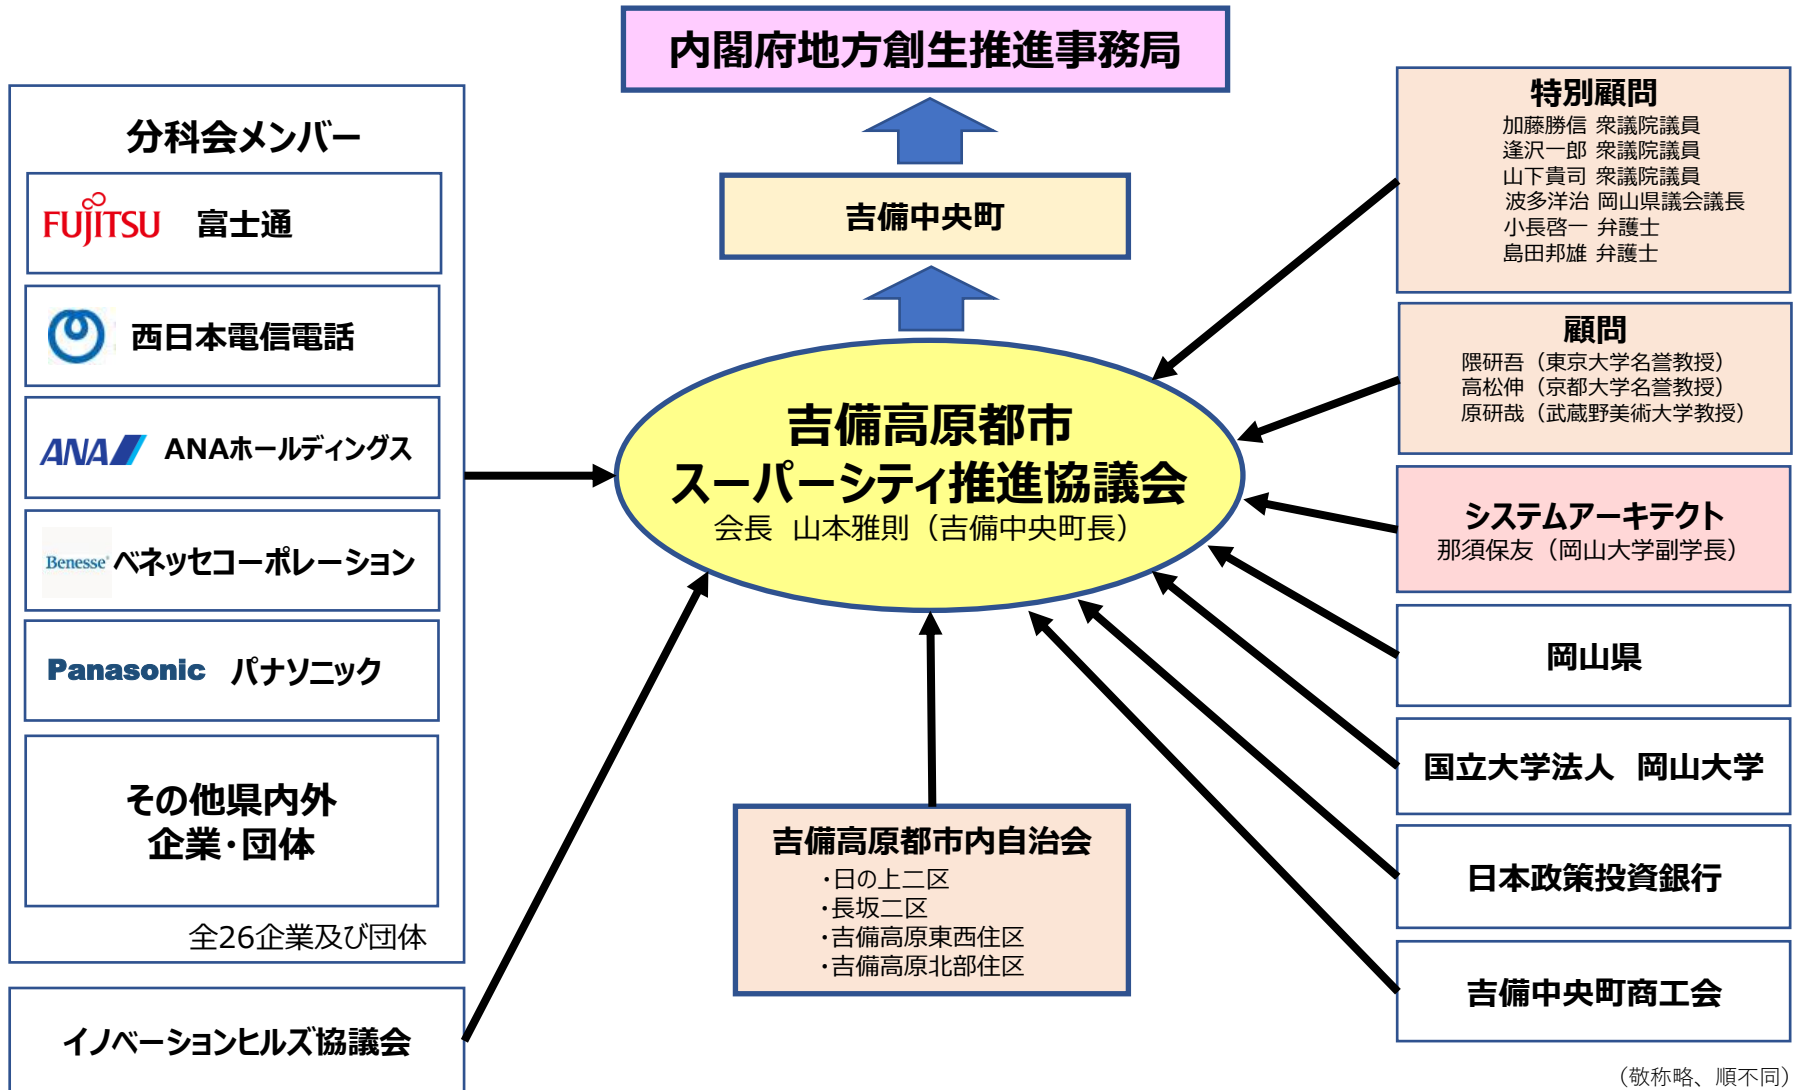 内閣府地方創生推進事務局
吉備中央町
吉備高原都市
スーパーシティ推進協議会
会長 山本雅則（吉備中央町長）
分科会メンバー
FUJITSU 富士通
西日本電信電話
ANA ANAホールディングス
Benesse® ベネッセコーポレーション
Panasonic パナソニック
その他県内外
企業・団体
全26企業及び団体
イノベーションヒルズ協議会
吉備高原都市内自治会
・日の上二区
・長坂二区
・吉備高原東西住区
・吉備高原北部住区
特別顧問
加藤勝信 衆議院議員
逢沢一郎 衆議院議員
山下貴司 衆議院議員
波多洋治 岡山県議会議長
小長啓一 弁護士
島田邦雄 弁護士
顧問
隈研吾（東京大学名誉教授）
高松伸（京都大学名誉教授）
原研哉（武蔵野美術大学教授）
システムアーキテクト
那須保友（岡山大学副学長）
岡山県
国立大学法人 岡山大学
日本政策投資銀行
吉備中央町商工会
（敬称略、順不同）